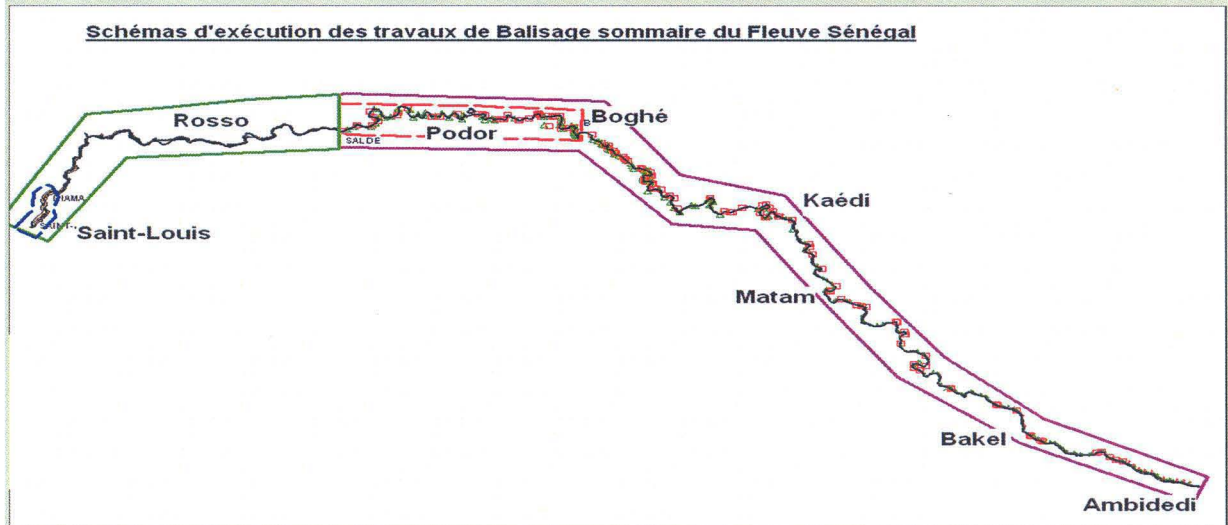 Schémas d'exécution des travaux de Balisage sommaire du Fleuve Sénégal
Rosso
Boghé
Podor
SALDE
Kaédi
Saint-Louis
Matam
Bakel
Ambidedi